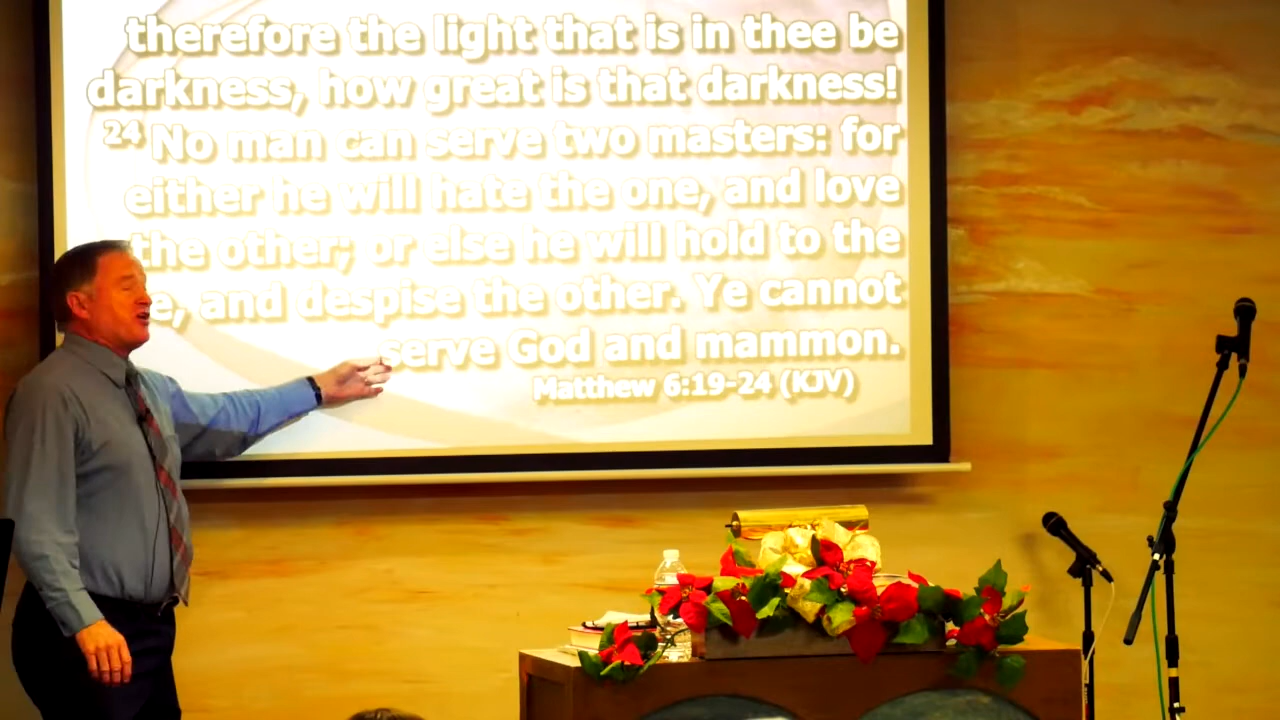 therefore the light that is in thee be
darkness, how great is that darkness!
24 No man can serve two masters: for
either he will hate the one, and love
the other; or else he will hold to the
and despise the other. Ye cannot
serve God and mammon.
Matthew 6:19-24 (KJV)